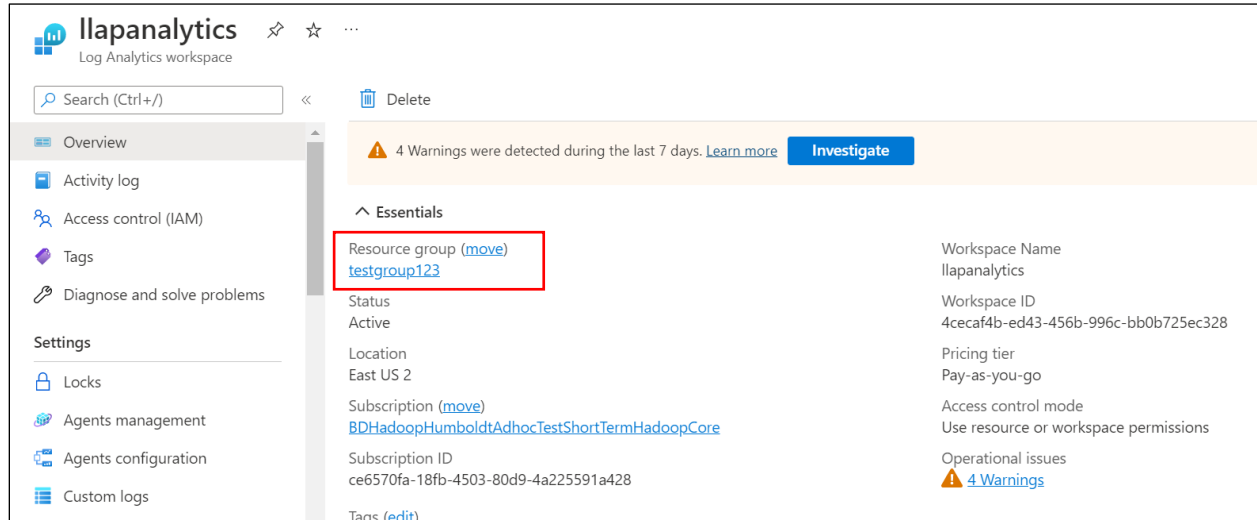 llapanalytics
Log Analytics workspace
Search (Ctrl+/)
Overview
Activity log
Access control (IAM)
Tags
Diagnose and solve problems
Settings
Locks
Agents management
Agents configuration
Custom logs
Delete
4 Warnings were detected during the last 7 days. Learn more
Investigate
Essentials
Resource group (move)
testgroup123
Status
Active
Location
East US 2
Subscription (move)
BDHadoopHumboldtAdhocTestShortTermHadoopCore
Subscription ID
ce6570fa-18fb-4503-80d9-4a225591a428
Tags (edit)
Workspace Name
llapanalytics
Workspace ID
4cecaf4b-ed43-456b-996c-bb0b725ec328
Pricing tier
Pay-as-you-go
Access control mode
Use resource or workspace permissions
Operational issues
4 Warnings